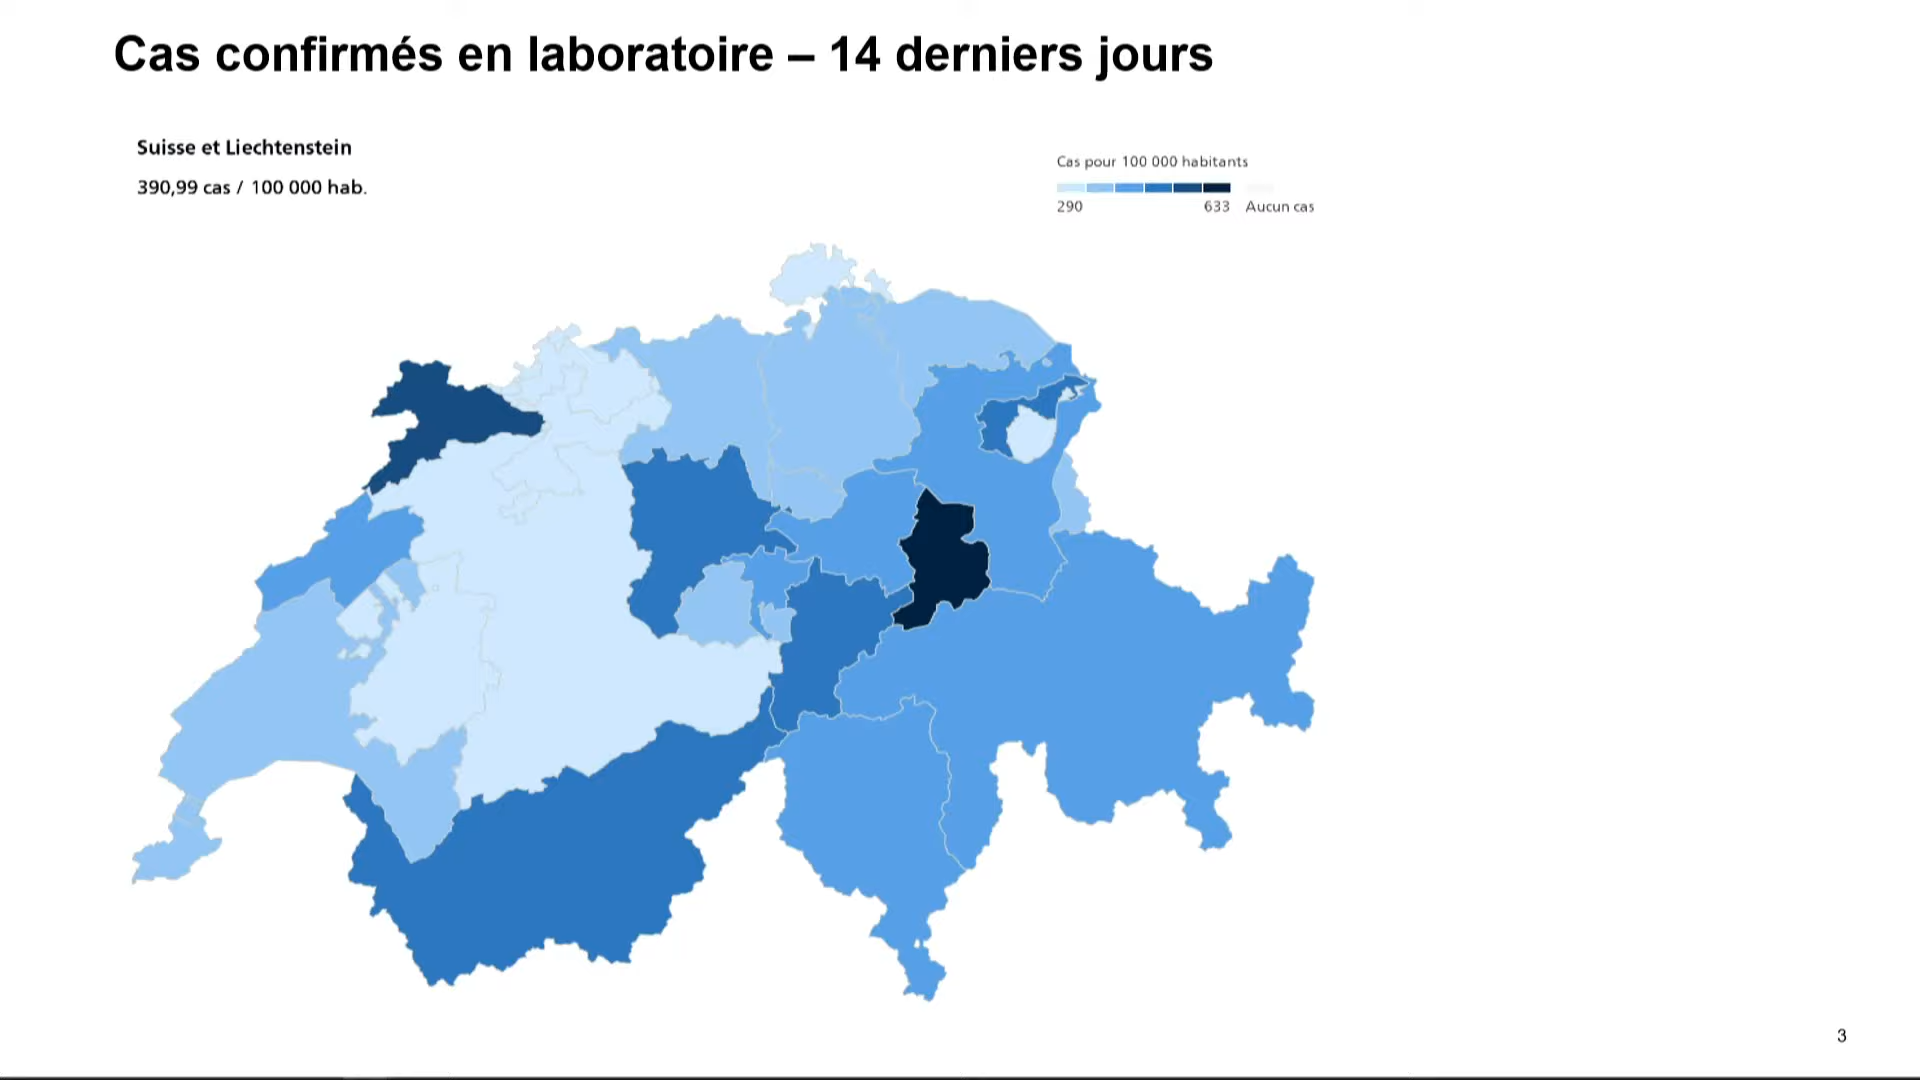 Cas confirmés en laboratoire – 14 derniers jours
Suisse et Liechtenstein
390,99 cas / 100 000 hab.
Cas pour 100 000 habitants
290 633 Aucun cas
3